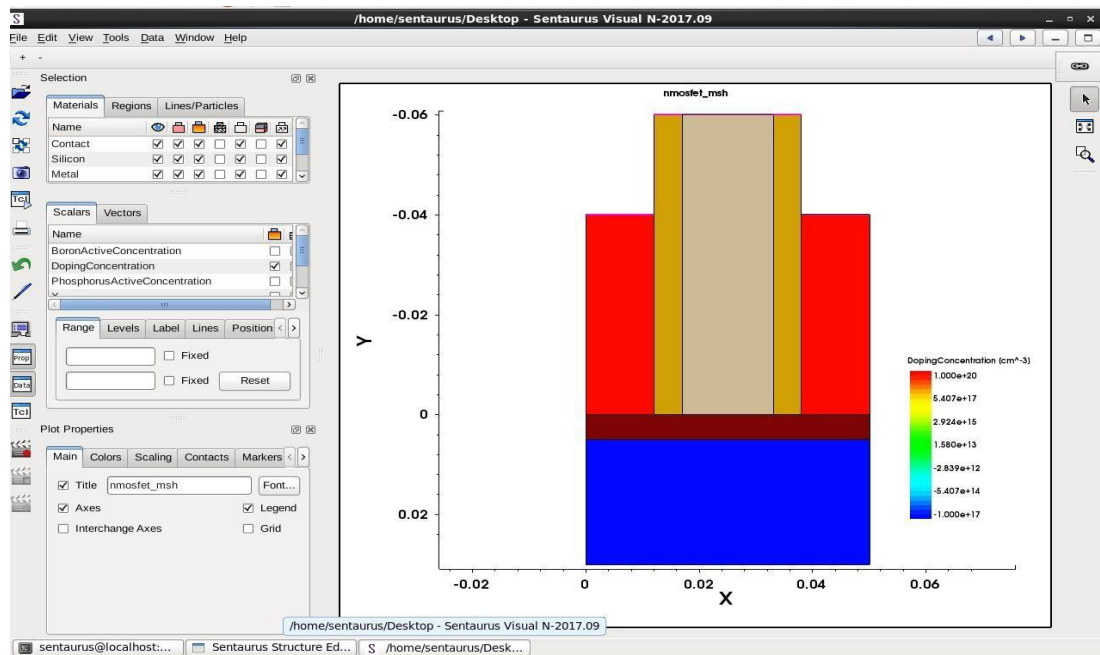 S /home/sentaurus/Desktop - Sentaurus Visual N-2017.09
File Edit View Tools Data Window Help
+ -
Selection
Materials Regions Lines/Particles
Name
Contact
Silicon
Metal
Tcl
Scalars Vectors
Name
BoronActiveConcentration
DopingConcentration
PhosphorusActiveConcentration
Range Levels Label Lines Position
Fixed
Prop
Fixed Reset
Data
Tcl
Plot Properties
Main Colors Scaling Contacts Markers
Title nmosfet_msh Font...
Axes Legend
Interchange Axes Grid
nmosfet_msh
-0.06
-0.04
-0.02
0
0.02
Y
-0.02 0 0.02 0.04 0.06
X
DopingConcentration (cm^-3)
1.000e+20
5.407e+17
2.924e+15
1.580e+13
-2.839e+12
-5.407e+14
-1.000e+17
/home/sentaurus/Desktop - Sentaurus Visual N-2017.09
sentaurus@localhost:... Sentaurus Structure Ed... S /home/sentaurus/Desk...